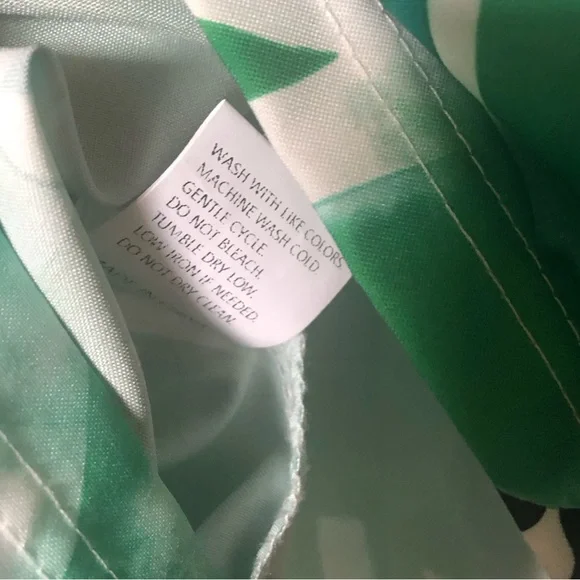 WASH WITH LIKE COLORS
MACHINE WASH COLD
GENTLE CYCLE.
DO NOT BLEACH.
TUMBLE DRY LOW.
LOW IRON IF NEEDED.
DO NOT DRY CLEAN